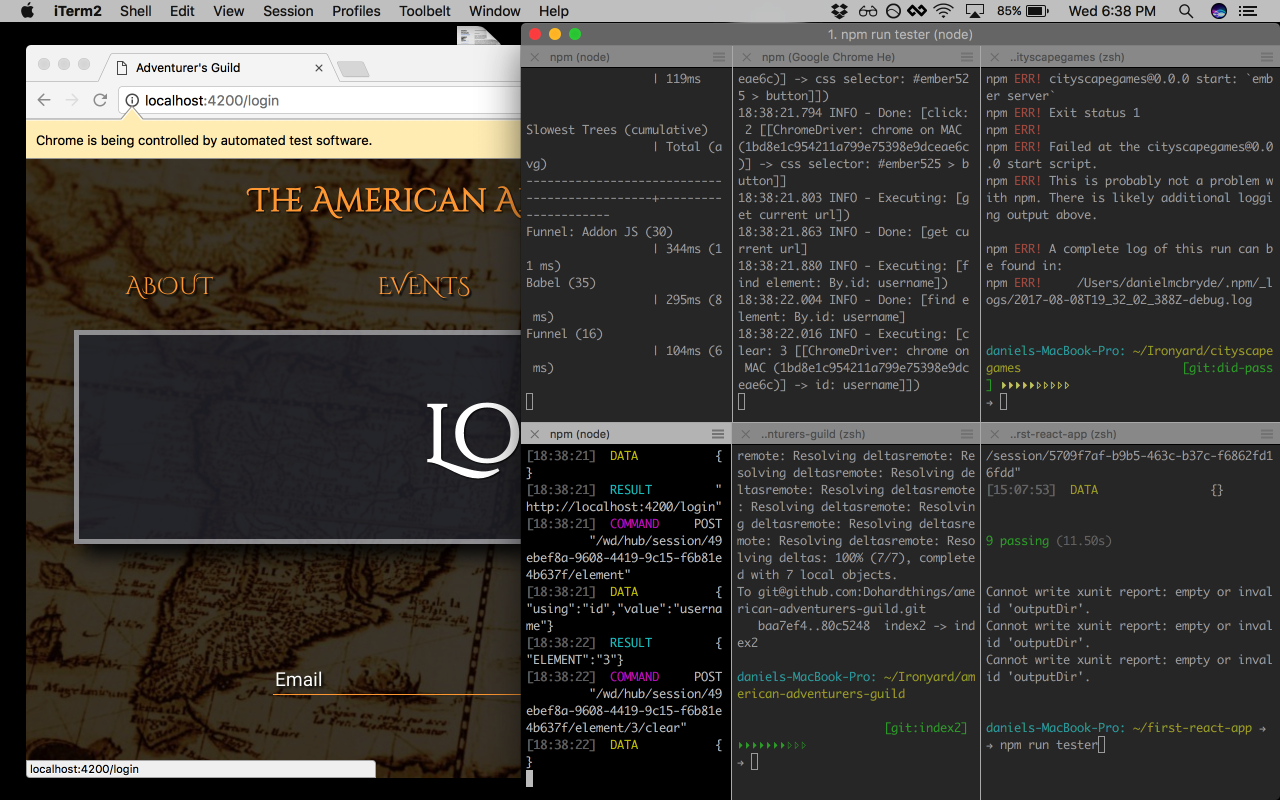 iTerm2 Shell Edit View Session Profiles Toolbelt Window Help 85% Wed 6:38 PM
1. npm run tester (node)
Adventurer's Guild
localhost:4200/login
Chrome is being controlled by automated test software.
THE AMERICAN A
ABOUT EVENTS
LO
Email
localhost:4200/login
npm (node)
| 119ms
Slowest Trees (cumulative)
| Total (a
vg)
----------------------------
------------------+---------
------------
Funnel: Addon JS (30)
| 344ms (1
1 ms)
Babel (35)
| 295ms (8
ms)
Funnel (16)
| 104ms (6
ms)
npm (Google Chrome He)
eae6c)] -> css selector: #ember52
5 > button]])
18:38:21.794 INFO - Done: [click:
2 [[ChromeDriver: chrome on MAC
(1bd8e1c954211a799e75398e9dceae6c
)] -> css selector: #ember525 > b
utton]]
18:38:21.803 INFO - Executing: [g
et current url])
18:38:21.863 INFO - Done: [get cu
rrent url]
18:38:21.880 INFO - Executing: [f
ind element: By.id: username])
18:38:22.004 INFO - Done: [find e
lement: By.id: username]
18:38:22.016 INFO - Executing: [c
lear: 3 [[ChromeDriver: chrome on
MAC (1bd8e1c954211a799e75398e9dc
eae6c)] -> id: username]])
..ityscapegames (zsh)
npm ERR! cityscapegames@0.0.0 start: `em
ber server`
npm ERR! Exit status 1
npm ERR!
npm ERR! Failed at the cityscapegames@0.0
.0 start script.
npm ERR! This is probably not a problem w
ith npm. There is likely additional loggi
ng output above.
npm ERR! A complete log of this run can b
e found in:
npm ERR! /Users/danielmcbryde/.npm/_l
ogs/2017-08-08T19_32_02_388Z-debug.log
daniels-MacBook-Pro: ~/Ironyard/cityscape
games [git:did-pass
]
→
npm (node)
[18:38:21] DATA {
}
[18:38:21] RESULT "
http://localhost:4200/login"
[18:38:21] COMMAND POST
"/wd/hub/session/49
ebef8a-9608-4419-9c15-f6b81e
4b637f/element"
[18:38:21] DATA {
"using":"id","value":"userna
me"}
[18:38:22] RESULT {
"ELEMENT":"3"}
[18:38:22] COMMAND POST
"/wd/hub/session/49
ebef8a-9608-4419-9c15-f6b81e
4b637f/element/3/clear"
[18:38:22] DATA {
}
..nturers-guild (zsh)
remote: Resolving deltasremote: Re
solving deltasremote: Resolving de
ltasremote: Resolving deltasremote
: Resolving deltasremote: Resolvin
g deltasremote: Resolving deltasre
mote: Resolving deltasremote: Reso
lving deltas: 100% (7/7), complete
d with 7 local objects.
To git@github.com:Dohardthings/ame
rican-adventurers-guild.git
baa7ef4..80c5248 index2 -> ind
ex2
daniels-MacBook-Pro: ~/Ironyard/am
erican-adventurers-guild
[git:index2]
→
..rst-react-app (zsh)
/session/5709f7af-b9b5-463c-b37c-f6862fd1
6fdd"
[15:07:53] DATA {}
9 passing (11.50s)
Cannot write xunit report: empty or inval
id 'outputDir'.
Cannot write xunit report: empty or inval
id 'outputDir'.
Cannot write xunit report: empty or inval
id 'outputDir'.
daniels-MacBook-Pro: ~/first-react-app →
→ npm run tester